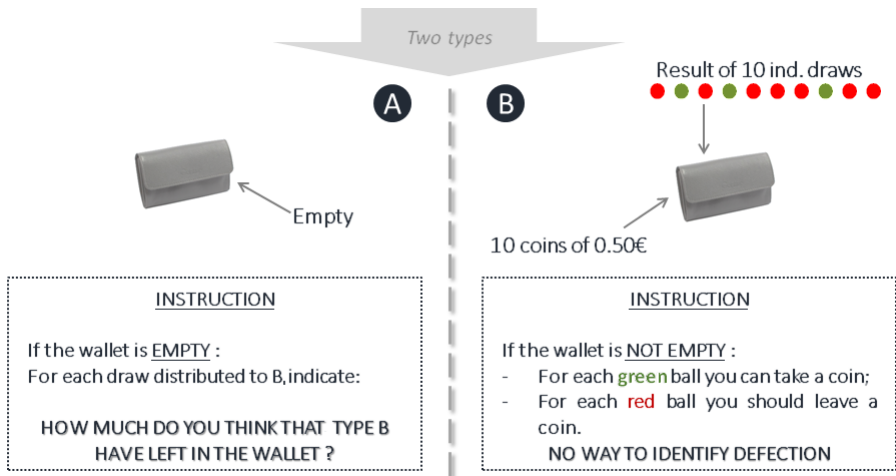 Two types
A
B
Result of 10 ind. draws
Empty
10 coins of 0.50€
INSTRUCTION
If the wallet is EMPTY :
For each draw distributed to B, indicate:
HOW MUCH DO YOU THINK THAT TYPE B
HAVE LEFT IN THE WALLET ?
INSTRUCTION
If the wallet is NOT EMPTY :
- For each green ball you can take a coin;
- For each red ball you should leave a
coin.
NO WAY TO IDENTIFY DEFECTION